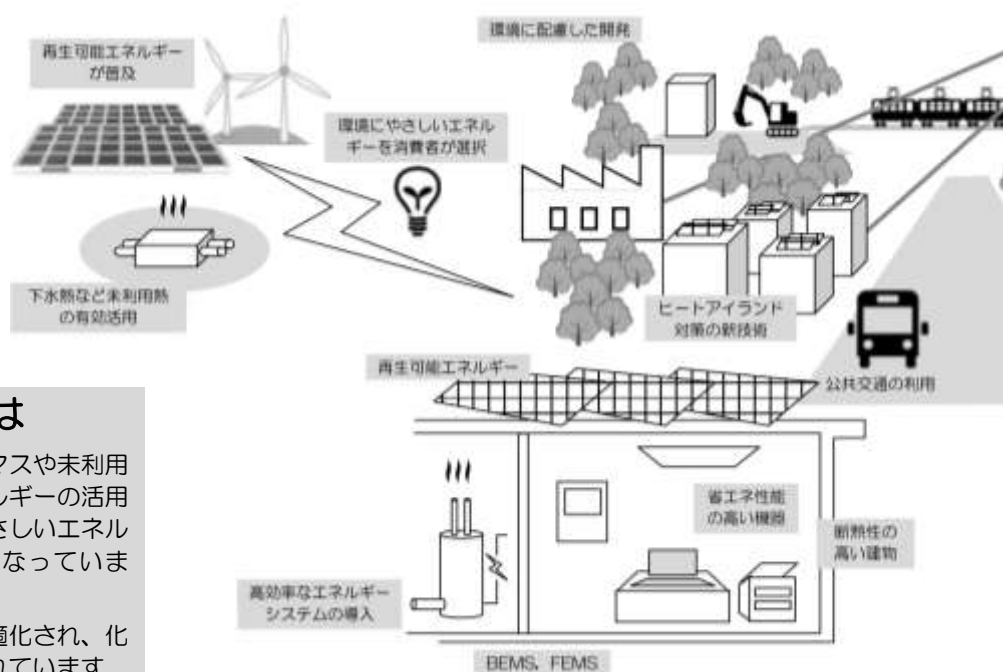 環境に配慮した開発
再生可能エネルギー
が普及
環境にやさしいエネル
ギーを消費者が選択
下水熱など未利用熱
の有効活用
ヒートアイランド
対策の新技術
公共交通の利用
再生可能エネルギー
省エネ性能
の高い機器
断熱性の
高い建物
高効率なエネルギー
システムの導入
BEMS, FEMS
は
マスや未利用
ルギーの活用
さしいエネル
なっていま
適化され、化
れています